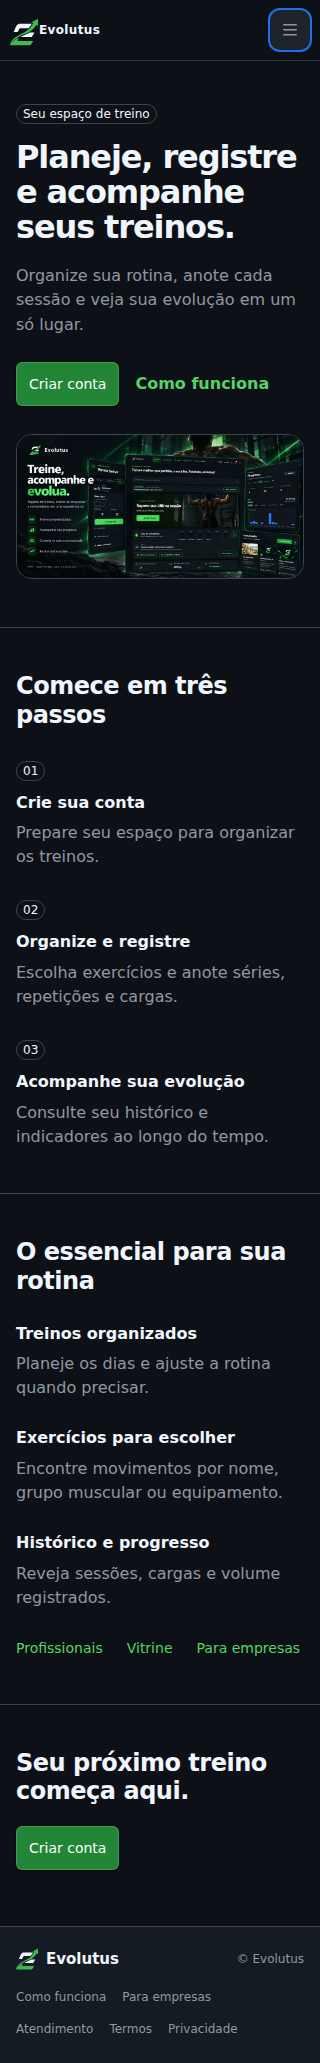 Evolutus
Seu espaço de treino
Planeje, registre
e acompanhe
seus treinos.
Organize sua rotina, anote cada
sessão e veja sua evolução em um
só lugar.
Criar conta
Como funciona
Evolutus
Treine,
acompanhe e
evolua.
Comece em três
passos
01
Crie sua conta
Prepare seu espaço para organizar
os treinos.
02
Organize e registre
Escolha exercícios e anote séries,
repetições e cargas.
03
Acompanhe sua evolução
Consulte seu histórico e
indicadores ao longo do tempo.
O essencial para sua
rotina
Treinos organizados
Planeje os dias e ajuste a rotina
quando precisar.
Exercícios para escolher
Encontre movimentos por nome,
grupo muscular ou equipamento.
Histórico e progresso
Reveja sessões, cargas e volume
registrados.
Profissionais Vitrine Para empresas
Seu próximo treino
começa aqui.
Criar conta
Evolutus © Evolutus
Como funciona Para empresas
Atendimento Termos Privacidade